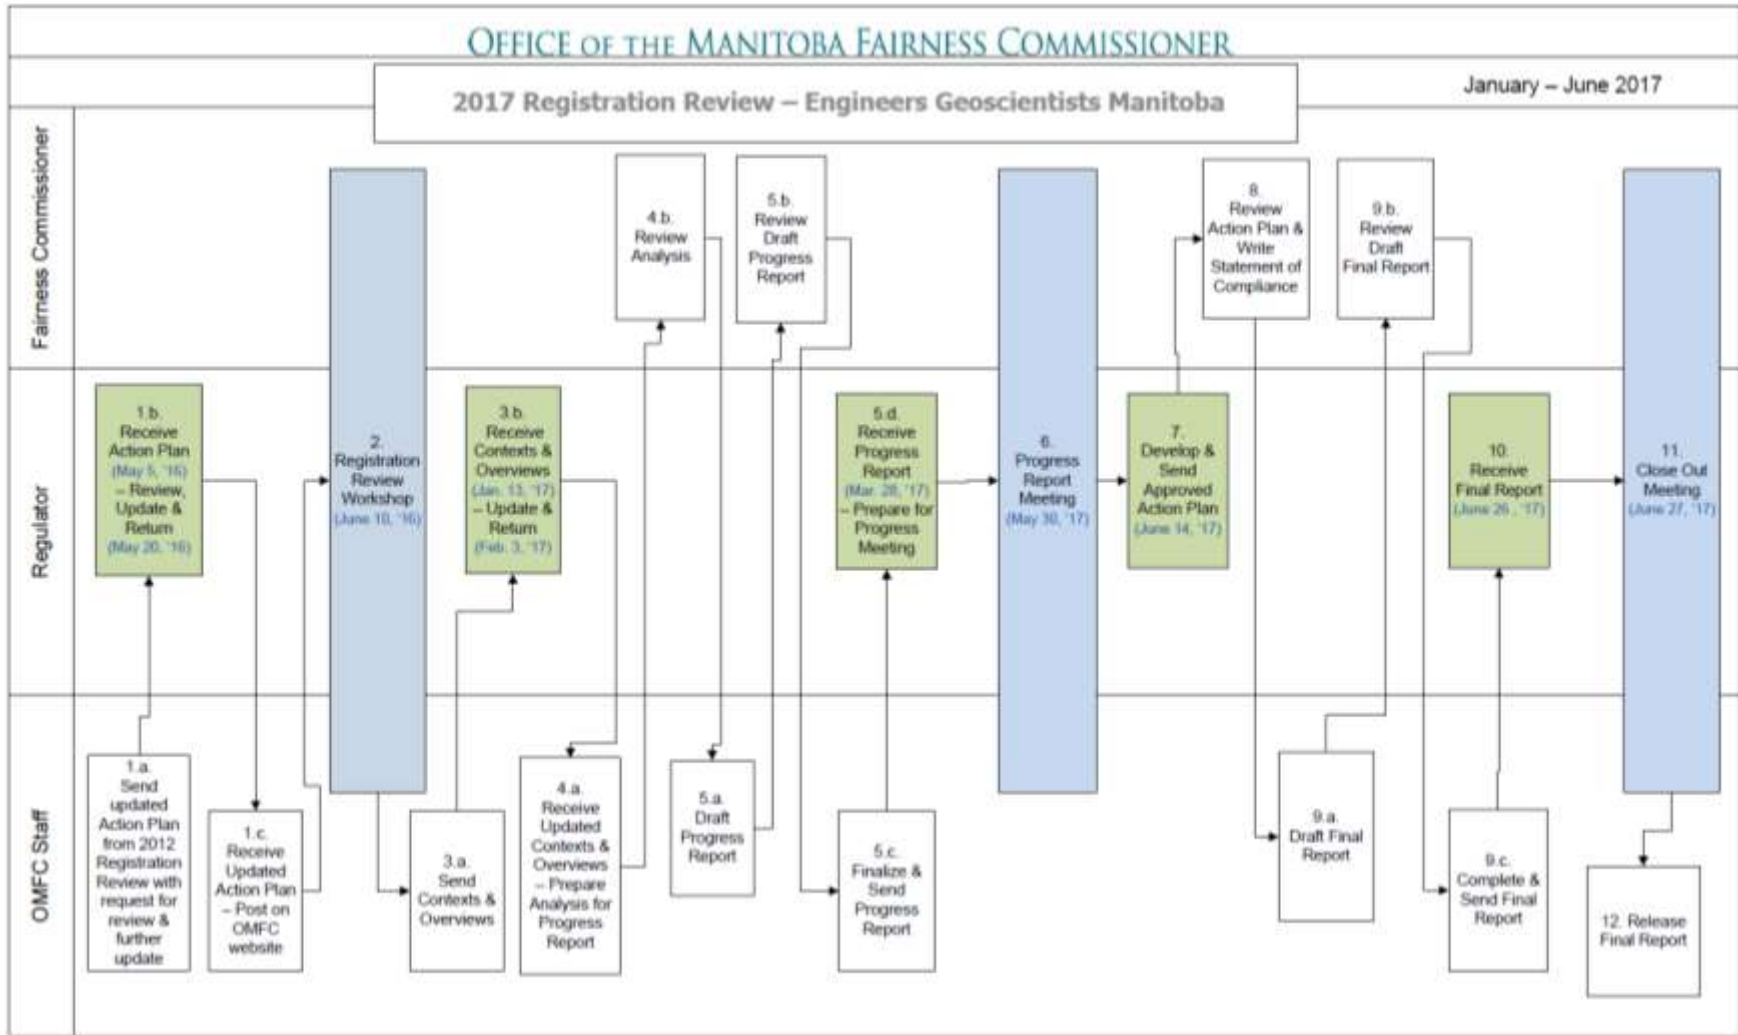 OFFICE OF THE MANITOBA FAIRNESS COMMISSIONER
2017 Registration Review – Engineers Geoscientists Manitoba
January – June 2017
Fairness Commissioner
4.b.
Review
Analysis
5.b.
Review
Draft
Progress
Report
8.
Review
Action Plan &
Write
Statement of
Compliance
9.b.
Review
Draft
Final Report
Regulator
1.b.
Receive
Action Plan
(May 5, '16)
– Review,
Update &
Return
(May 20, '16)
2.
Registration
Review
Workshop
(June 10, '16)
3.b.
Receive
Contexts &
Overviews
(Jan. 13, '17)
– Update &
Return
(Feb. 3, '17)
5.d.
Receive
Progress
Report
(Mar. 28, '17)
– Prepare for
Progress
Meeting
6.
Progress
Report
Meeting
(May 30, '17)
7.
Develop &
Send
Approved
Action Plan
(June 14, '17)
10.
Receive
Final Report
(June 26 , '17)
11.
Close Out
Meeting
(June 27, '17)
OMFC Staff
1.a.
Send
updated
Action Plan
from 2012
Registration
Review with
request for
review &
further
update
1.c.
Receive
Updated
Action Plan
– Post on
OMFC
website
3.a.
Send
Contexts &
Overviews
4.a.
Receive
Updated
Contexts &
Overviews
– Prepare
Analysis for
Progress
Report
5.a.
Draft
Progress
Report
5.c.
Finalize &
Send
Progress
Report
9.a.
Draft Final
Report
9.c.
Complete &
Send Final
Report
12. Release
Final Report